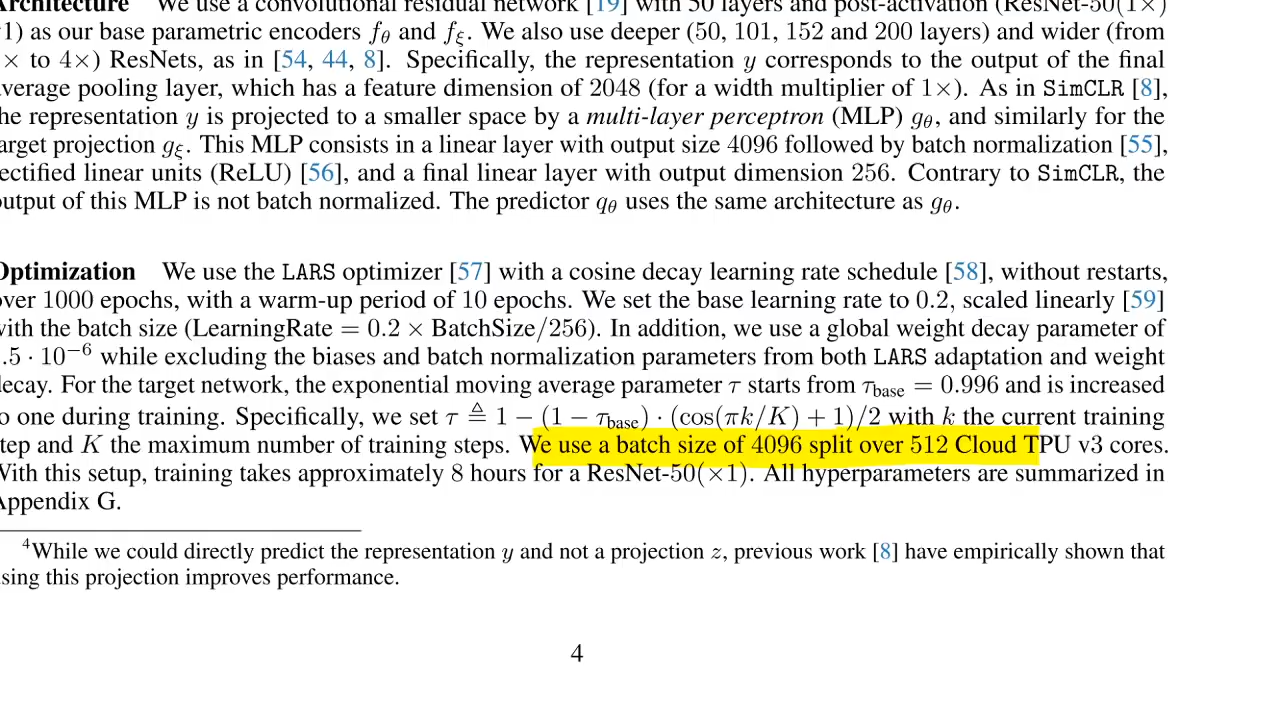 Architecture We use a convolutional residual network [19] with 50 layers and post-activation (ResNet-50(1×)
v1) as our base parametric encoders fθ and fξ. We also use deeper (50, 101, 152 and 200 layers) and wider (from
× to 4×) ResNets, as in [54, 44, 8]. Specifically, the representation y corresponds to the output of the final
average pooling layer, which has a feature dimension of 2048 (for a width multiplier of 1×). As in SimCLR [8],
the representation y is projected to a smaller space by a multi-layer perceptron (MLP) gθ, and similarly for the
target projection gξ. This MLP consists in a linear layer with output size 4096 followed by batch normalization [55],
rectified linear units (ReLU) [56], and a final linear layer with output dimension 256. Contrary to SimCLR, the
output of this MLP is not batch normalized. The predictor qθ uses the same architecture as gθ.
Optimization We use the LARS optimizer [57] with a cosine decay learning rate schedule [58], without restarts,
over 1000 epochs, with a warm-up period of 10 epochs. We set the base learning rate to 0.2, scaled linearly [59]
with the batch size (LearningRate = 0.2 × BatchSize/256). In addition, we use a global weight decay parameter of
.5 · 10⁻⁶ while excluding the biases and batch normalization parameters from both LARS adaptation and weight
decay. For the target network, the exponential moving average parameter τ starts from τbase = 0.996 and is increased
to one during training. Specifically, we set τ ≜ 1 − (1 − τbase) · (cos(πk/K) + 1)/2 with k the current training
step and K the maximum number of training steps. We use a batch size of 4096 split over 512 Cloud TPU v3 cores.
With this setup, training takes approximately 8 hours for a ResNet-50(×1). All hyperparameters are summarized in
Appendix G.
⁴While we could directly predict the representation y and not a projection z, previous work [8] have empirically shown that
using this projection improves performance.
4